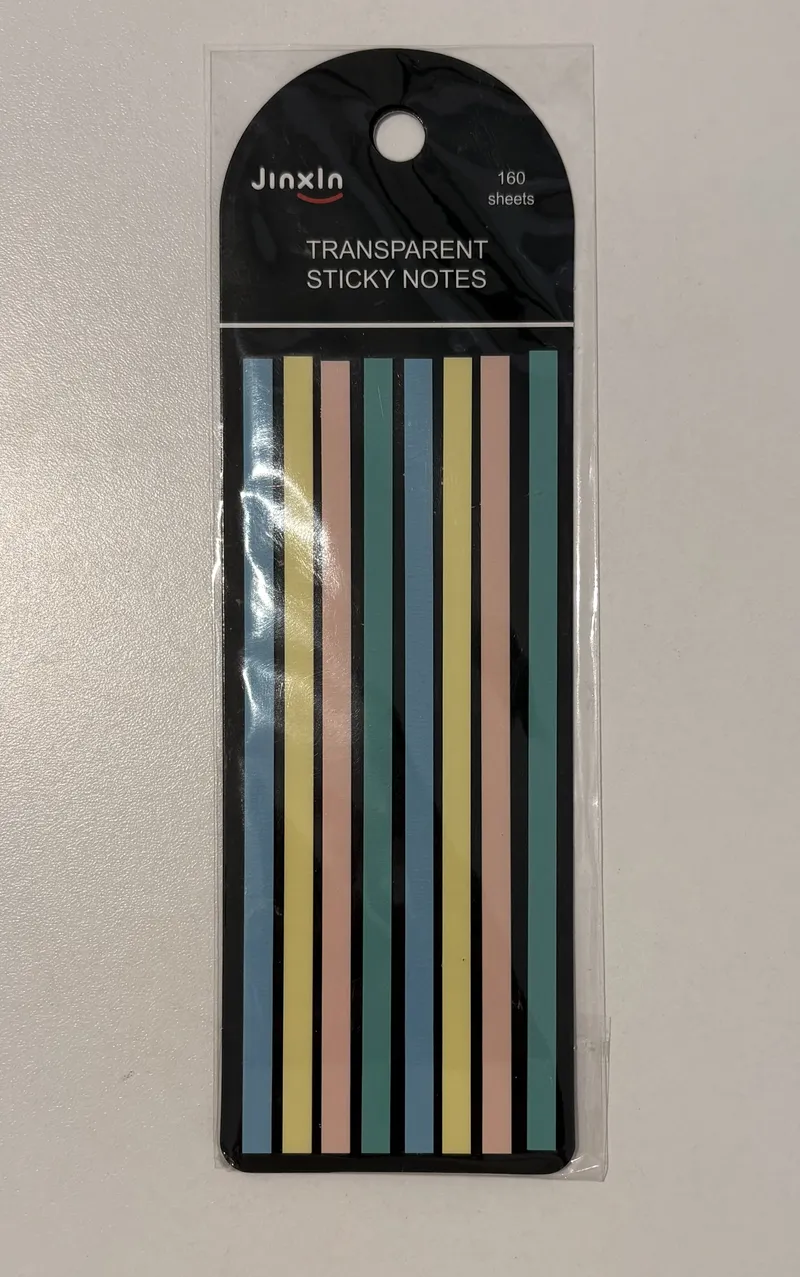 JinxIn
160
sheets
TRANSPARENT
STICKY NOTES